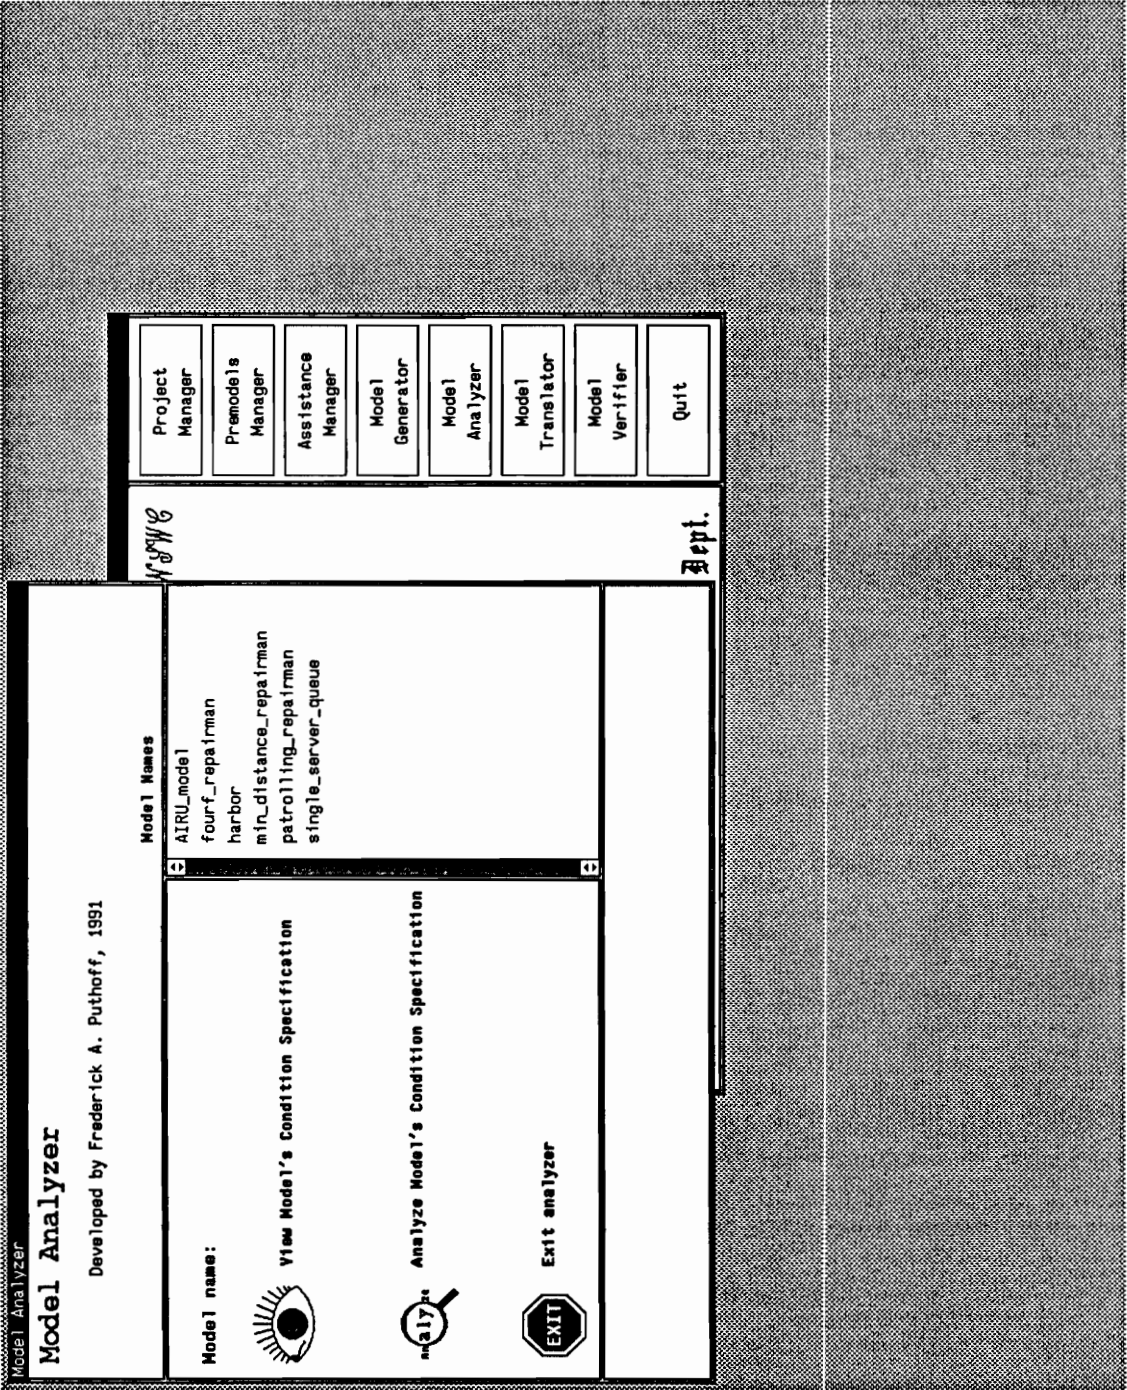 Model Analyzer
Model Analyzer
Developed by Frederick A. Puthoff, 1991
Model Names
Model name:
View Model's Condition Specification
Analyze Model's Condition Specification
EXIT
Exit analyzer
AIRU_model
fourf_repairman
harbor
min_distance_repairman
patrolling_repairman
single_server_queue
NSWC
Dept.
Project
Manager
Premodels
Manager
Assistance
Manager
Model
Generator
Model
Analyzer
Model
Translator
Model
Verifier
Quit